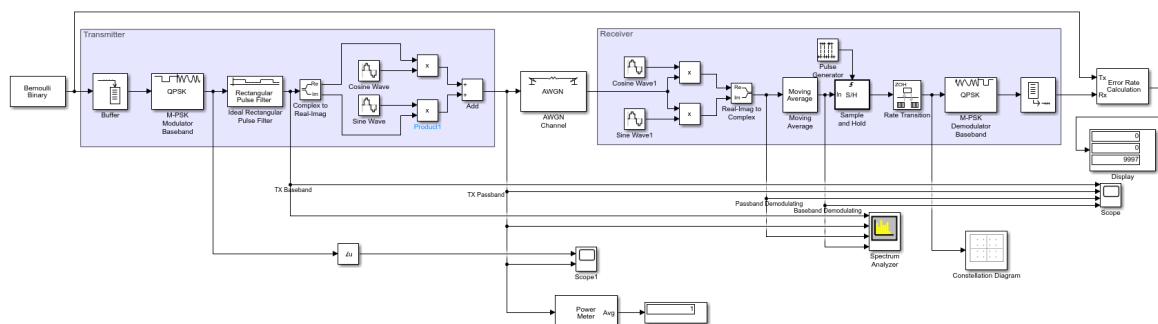 Transmitter
Receiver
Bernoulli
Binary
Buffer
QPSK
M-PSK
Modulator
Baseband
Rectangular
Pulse Filter
Ideal Rectangular
Pulse Filter
Re
Im
Complex to
Real-Imag
Cosine Wave
Sine Wave
x
x
Product1
+
+
Add
AWGN
AWGN
Channel
Cosine Wave1
Sine Wave1
x
x
Re
Im
Real-Imag to
Complex
Moving
Average
Moving
Average
Pulse
Generator
In
S/H
Sample
and Hold
ZOH
Rate Transition
QPSK
M-PSK
Demodulator
Baseband
Tx
Rx
Error Rate
Calculation
0
0
9997
Display
TX Baseband
TX Passband
Passband Demodulating
Baseband Demodulating
Scope
Spectrum
Analyzer
Constellation Diagram
∠u
Scope1
Power
Meter
Avg
1